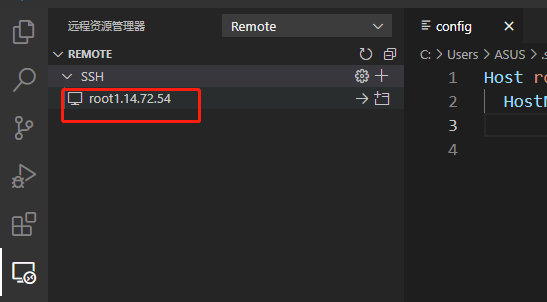 远程资源管理器
Remote
REMOTE
SSH
root1.14.72.54
config
C: > Users > ASUS > .s
1 Host ro
2 HostN
3
4